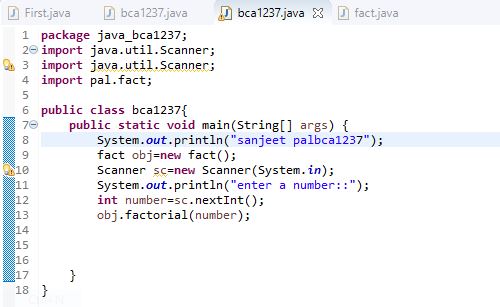 First.java bca1237.java bca1237.java fact.java
1 package java_bca1237;
2 import java.util.Scanner;
3 import java.util.Scanner;
4 import pal.fact;
5
6 public class bca1237{
7 public static void main(String[] args) {
8 System.out.println("sanjeet palbca1237");
9 fact obj=new fact();
10 Scanner sc=new Scanner(System.in);
11 System.out.println("enter a number::");
12 int number=sc.nextInt();
13 obj.factorial(number);
14
15
16
17 }
18 }